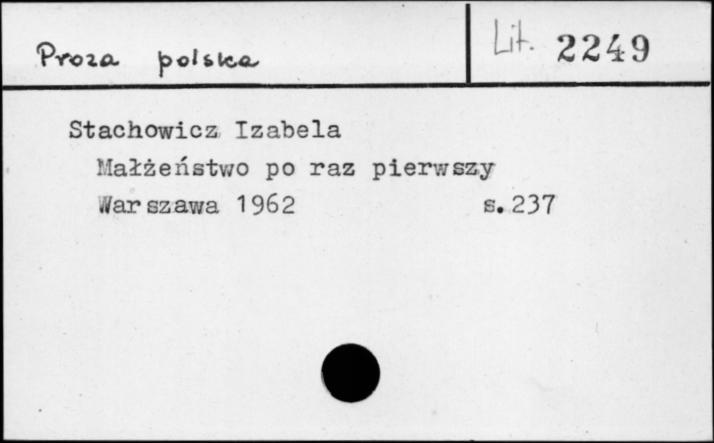 Proza polska
Lit. 2249
Stachowicz Izabela
Małżeństwo po raz pierwszy
Warszawa 1962 s.237